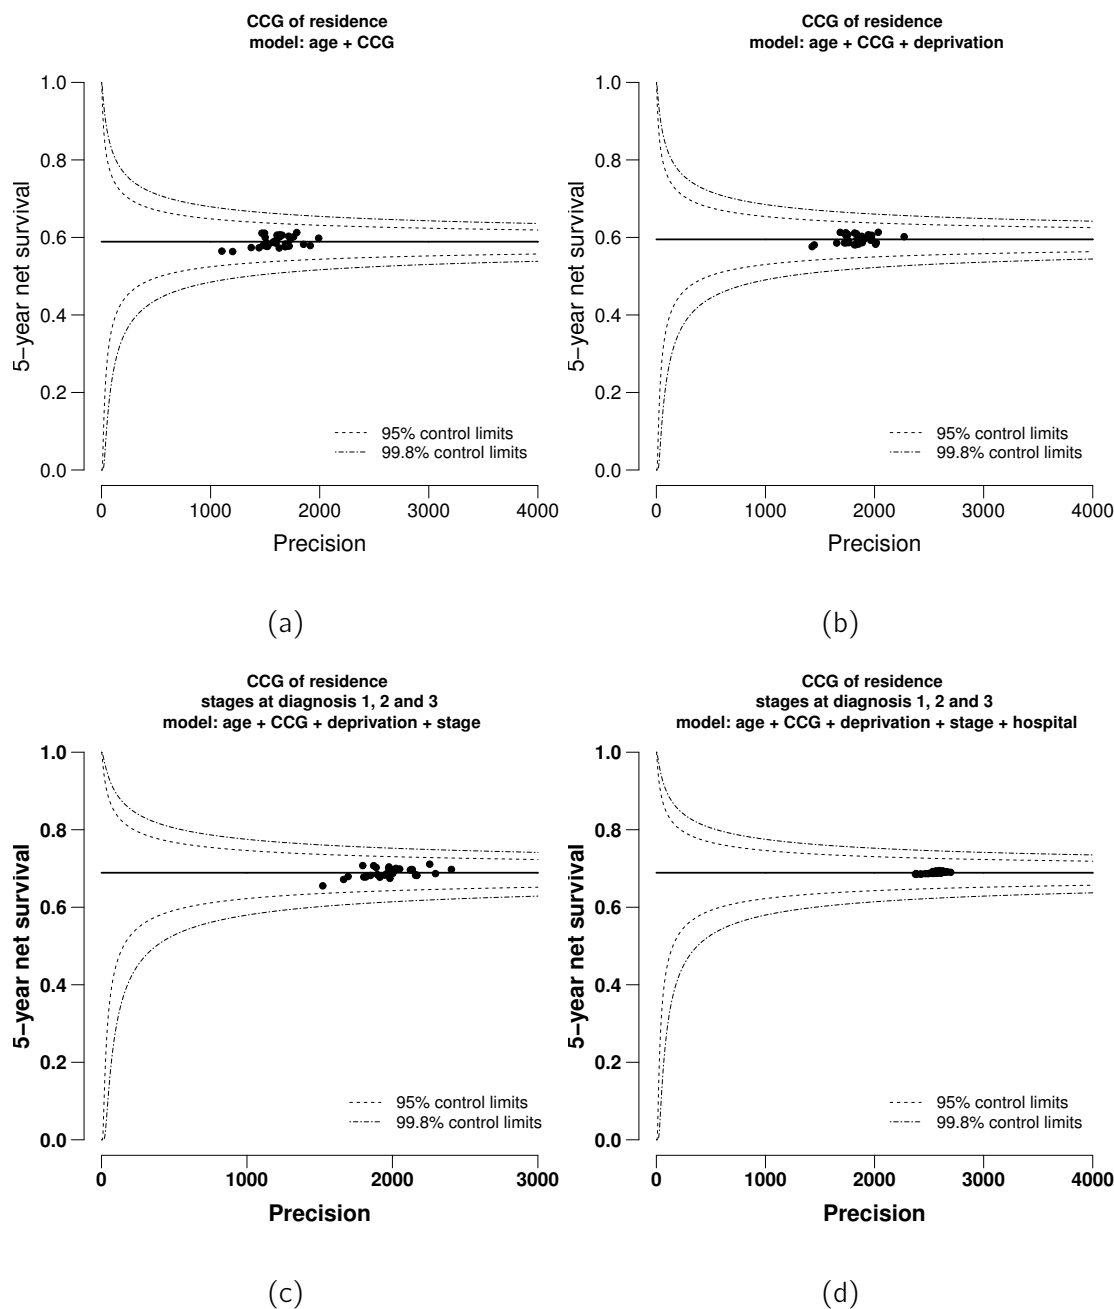 CCG of residence
model: age + CCG
5−year net survival
1.0
0.8
0.6
0.4
0.2
0.0
95% control limits
99.8% control limits
0 1000 2000 3000 4000
Precision
(a)
CCG of residence
model: age + CCG + deprivation
5−year net survival
1.0
0.8
0.6
0.4
0.2
0.0
95% control limits
99.8% control limits
0 1000 2000 3000 4000
Precision
(b)
CCG of residence
stages at diagnosis 1, 2 and 3
model: age + CCG + deprivation + stage
5−year net survival
1.0
0.8
0.6
0.4
0.2
0.0
95% control limits
99.8% control limits
0 1000 2000 3000
Precision
(c)
CCG of residence
stages at diagnosis 1, 2 and 3
model: age + CCG + deprivation + stage + hospital
5−year net survival
1.0
0.8
0.6
0.4
0.2
0.0
95% control limits
99.8% control limits
0 1000 2000 3000 4000
Precision
(d)